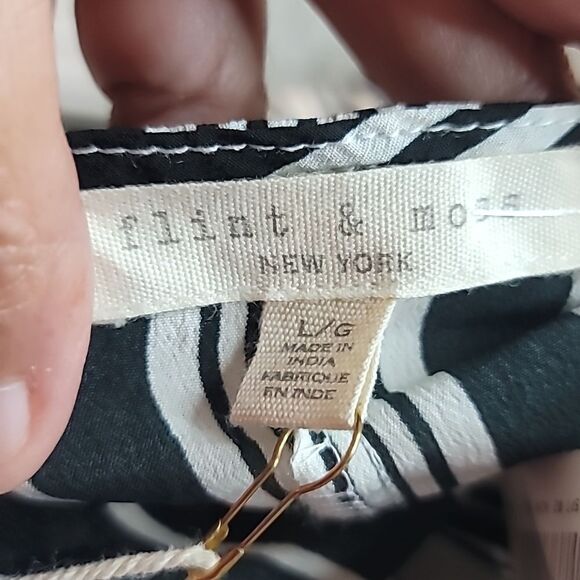 flint & moss
NEW YORK
L/G
MADE IN
INDIA
FABRIQUE
EN INDE